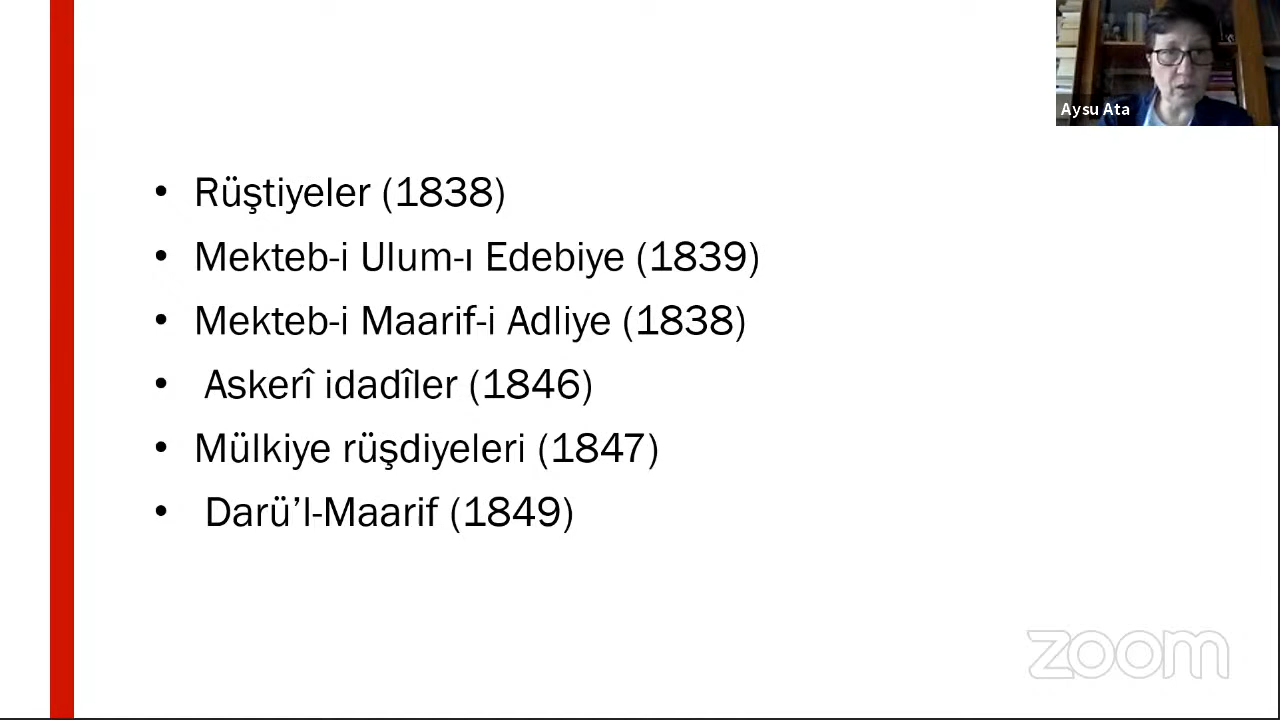 Aysu Ata
• Rüştiyeler (1838)
• Mekteb-i Ulum-ı Edebiye (1839)
• Mekteb-i Maarif-i Adliye (1838)
• Askerî idadîler (1846)
• Mülkiye rüşdiyeleri (1847)
• Darü’l-Maarif (1849)
zoom